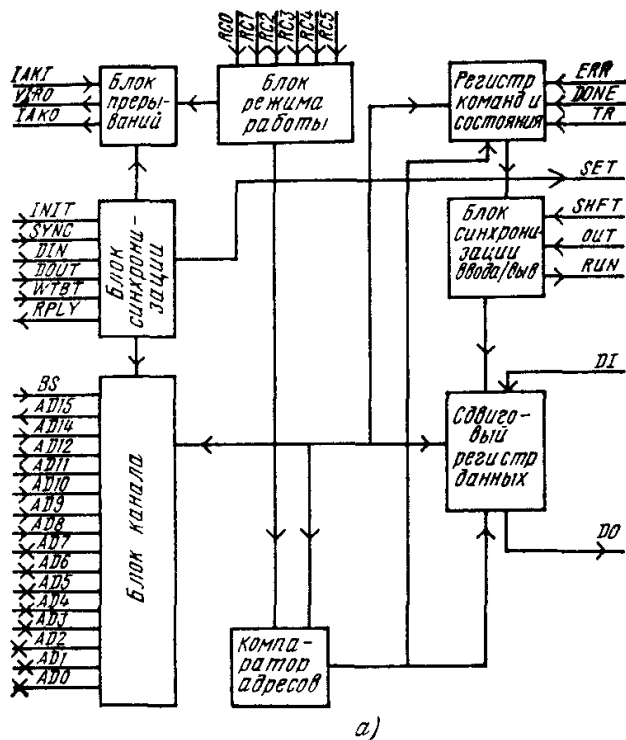 RC0
RC1
RC2
RC3
RC4
RC5
IAKI
VIRO
IAKO
Блок
преры-
ваний
Блок
режима
работы
Регистр
команд и
состояния
ERR
DONE
TR
SET
INIT
SYNC
DIN
DOUT
WTBT
RPLY
Блок
синхрони-
зации
Блок
синхрони-
зации
ввода/выв
SHFT
OUT
RUN
BS
AD15
AD14
AD12
AD11
AD10
AD9
AD8
AD7
AD6
AD5
AD4
AD3
AD2
AD1
AD0
Блок канала
Сдвиго-
вый
регистр
данных
DI
DO
компа-
ратор
адресов
а)